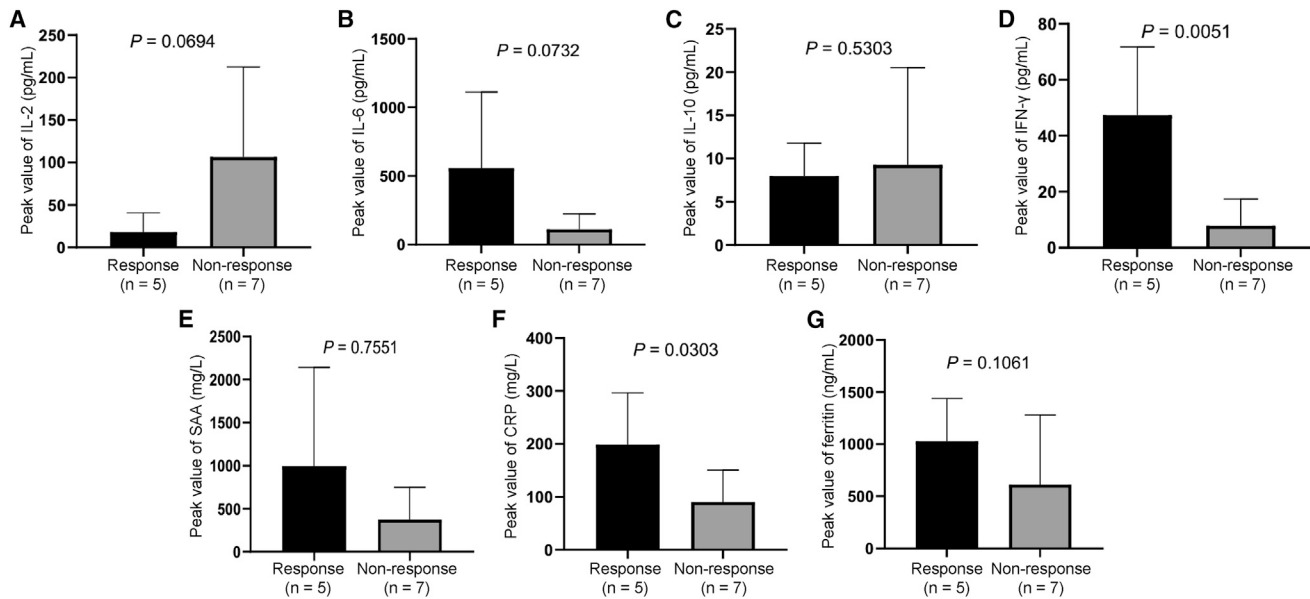 A
Peak value of IL-2 (pg/mL)
250
200
150
100
50
0
P = 0.0694
Response
(n = 5)
Non-response
(n = 7)
B
Peak value of IL-6 (pg/mL)
1500
1000
500
0
P = 0.0732
Response
(n = 5)
Non-response
(n = 7)
C
Peak value of IL-10 (pg/mL)
25
20
15
10
5
0
P = 0.5303
Response
(n = 5)
Non-response
(n = 7)
D
Peak value of IFN-γ (pg/mL)
80
60
40
20
0
P = 0.0051
Response
(n = 5)
Non-response
(n = 7)
E
Peak value of SAA (mg/L)
2500
2000
1500
1000
500
0
P = 0.7551
Response
(n = 5)
Non-response
(n = 7)
F
Peak value of CRP (mg/L)
400
300
200
100
0
P = 0.0303
Response
(n = 5)
Non-response
(n = 7)
G
Peak value of ferritin (ng/mL)
2000
1500
1000
500
0
P = 0.1061
Response
(n = 5)
Non-response
(n = 7)